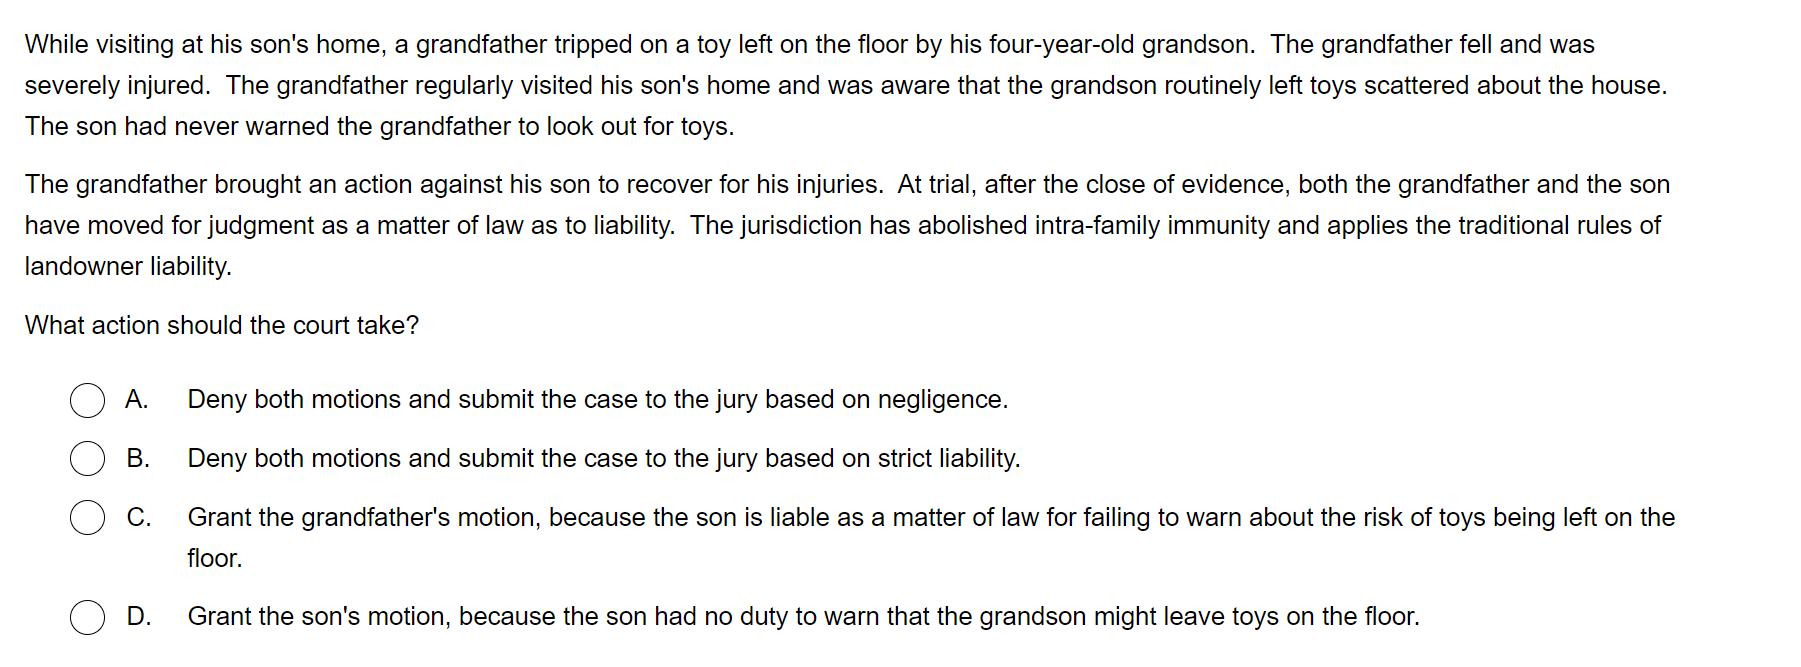 While visiting at his son's home, a grandfather tripped on a toy left on the floor by his four-year-old grandson.  The grandfather fell and was
severely injured.  The grandfather regularly visited his son's home and was aware that the grandson routinely left toys scattered about the house.
The son had never warned the grandfather to look out for toys.
The grandfather brought an action against his son to recover for his injuries.  At trial, after the close of evidence, both the grandfather and the son
have moved for judgment as a matter of law as to liability.  The jurisdiction has abolished intra-family immunity and applies the traditional rules of
landowner liability.
What action should the court take?
A. Deny both motions and submit the case to the jury based on negligence.
B. Deny both motions and submit the case to the jury based on strict liability.
C. Grant the grandfather's motion, because the son is liable as a matter of law for failing to warn about the risk of toys being left on the
floor.
D. Grant the son's motion, because the son had no duty to warn that the grandson might leave toys on the floor.